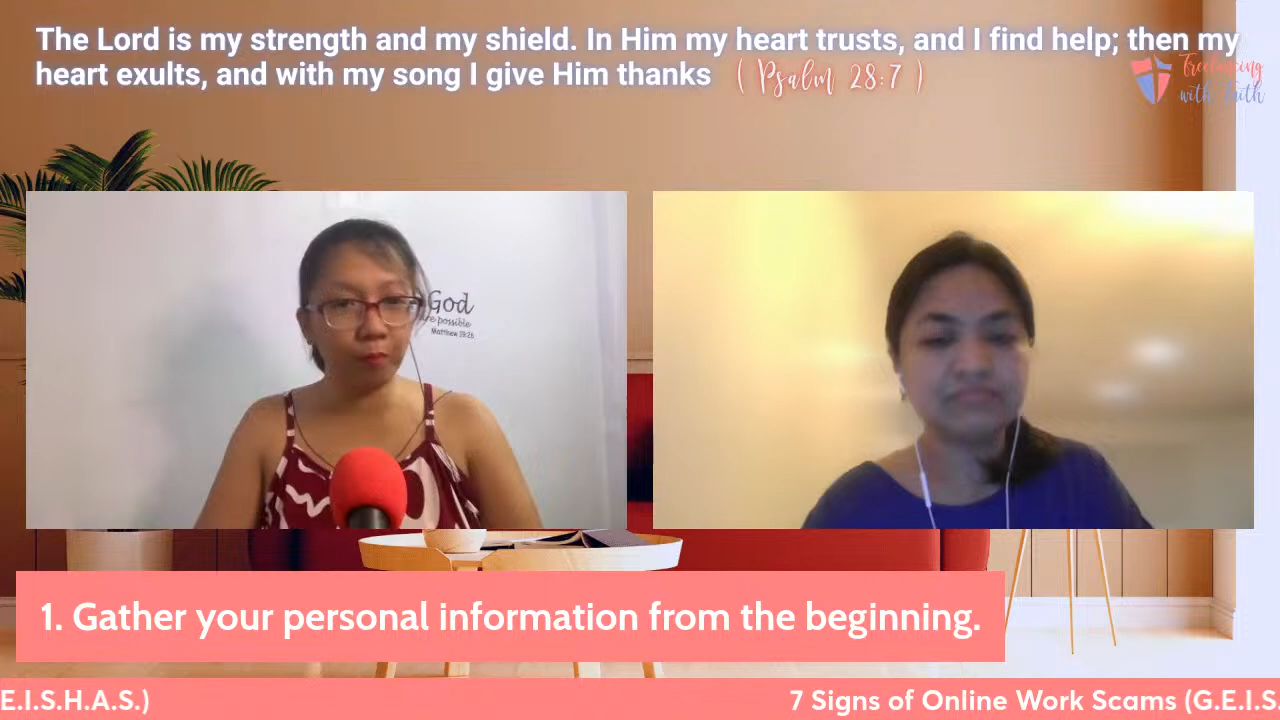 The Lord is my strength and my shield. In Him my heart trusts, and I find help; then my
heart exults, and with my song I give Him thanks ( Psalm 28:7 )
Freelancing
with Faith
God
are possible
Matthew 19:26
1. Gather your personal information from the beginning.
E.I.S.H.A.S.) 7 Signs of Online Work Scams (G.E.I.S.